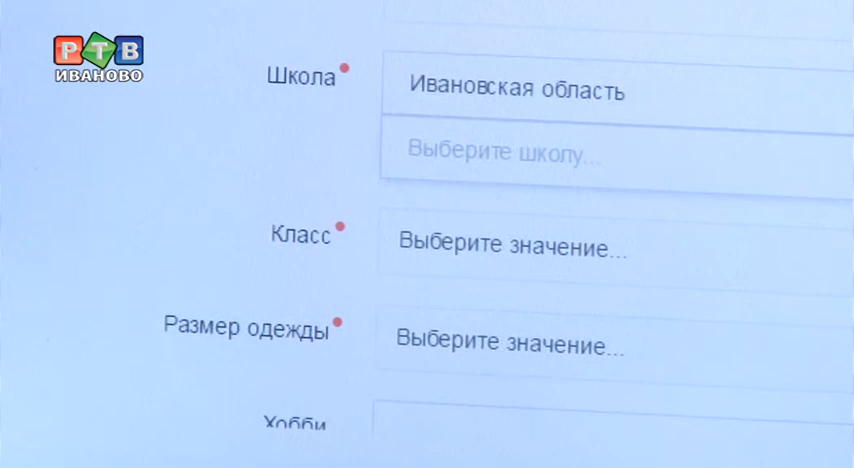 РТВ
ИВАНОВО
Школа
Ивановская область
Выберите школу...
Класс
Выберите значение...
Размер одежды
Выберите значение...
Хобби